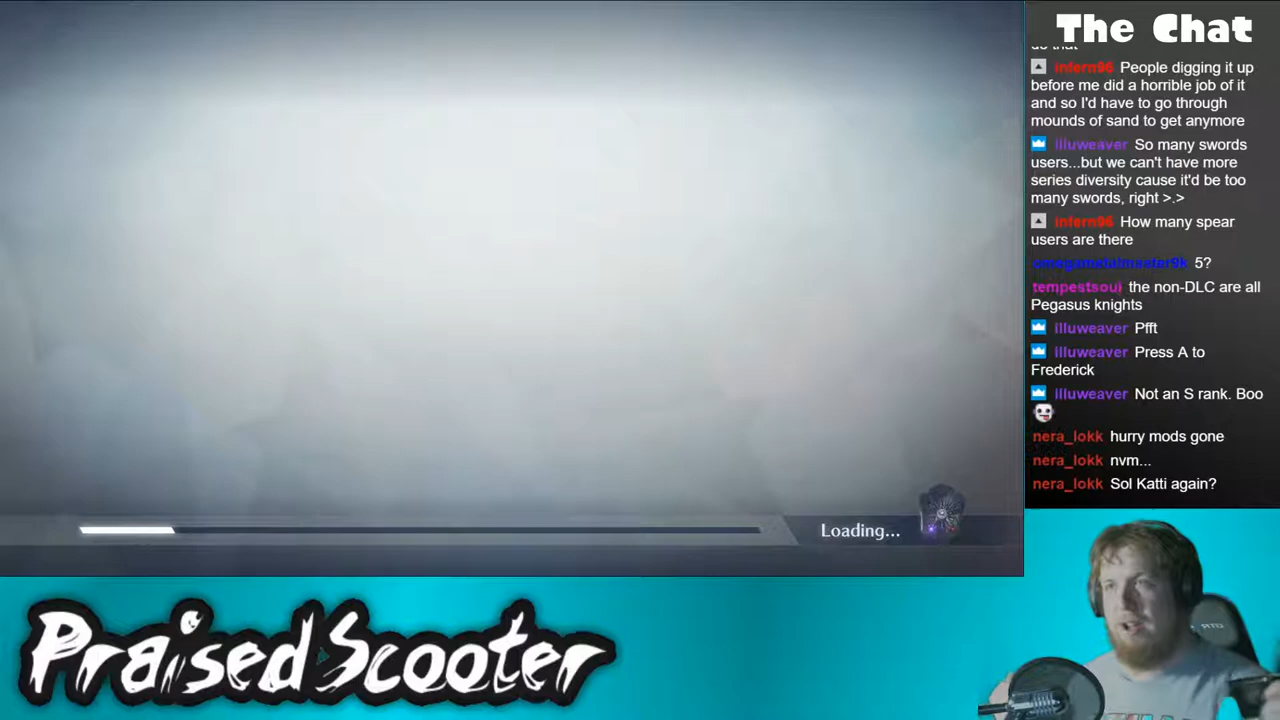 The Chat
infern96 People digging it up
before me did a horrible job of it
and so I'd have to go through
mounds of sand to get anymore
illuweaver So many swords
users...but we can't have more
series diversity cause it'd be too
many swords, right >.>
infern96 How many spear
users are there
5?
tempestsoul the non-DLC are all
Pegasus knights
illuweaver Pfft
illuweaver Press A to
Frederick
illuweaver Not an S rank. Boo
nera_lokk hurry mods gone
nera_lokk nvm...
nera_lokk Sol Katti again?
Loading...
PraisedScooter